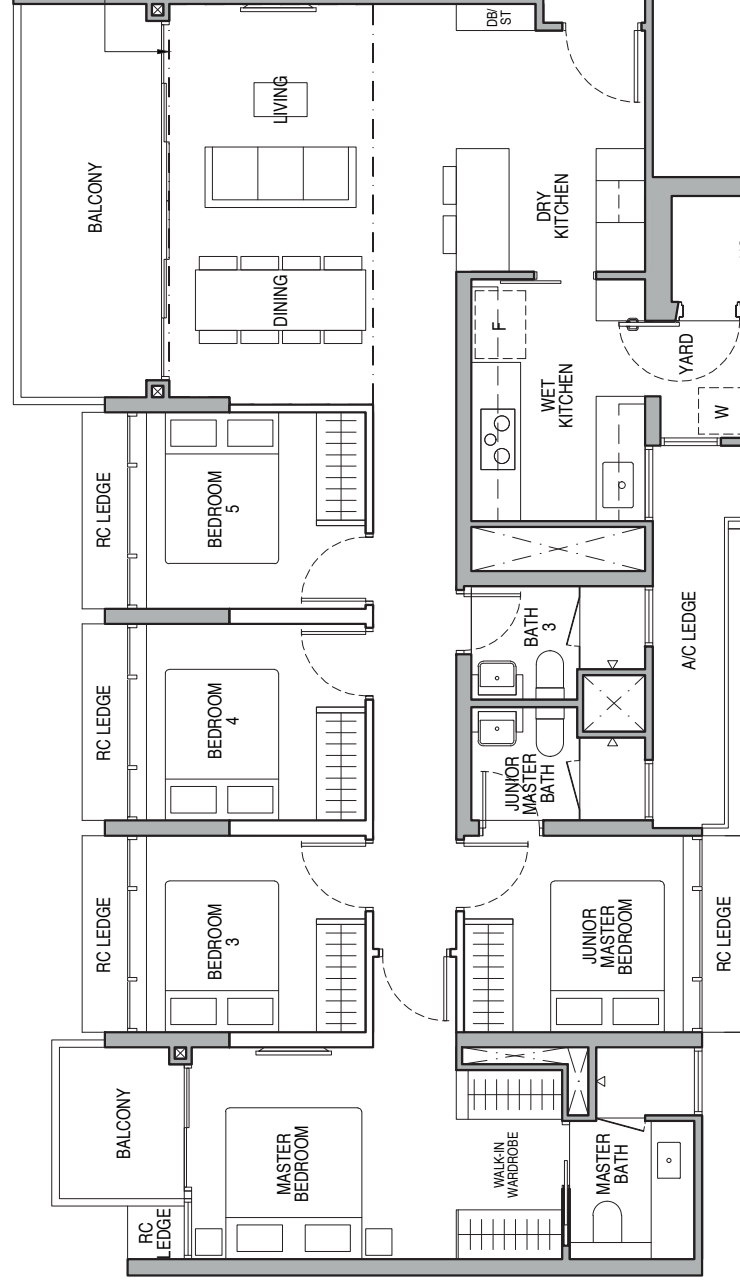 DB/
ST
LIVING
BALCONY
DRY
KITCHEN
DINING
F
YARD
WET
KITCHEN
W
RC LEDGE
BEDROOM
5
BATH
3
A/C LEDGE
RC LEDGE
BEDROOM
4
JUNIOR
MASTER
BATH
RC LEDGE
BEDROOM
3
JUNIOR
MASTER
BEDROOM
RC LEDGE
BALCONY
MASTER
BEDROOM
WALK-IN
WARDROBE
MASTER
BATH
RC
LEDGE